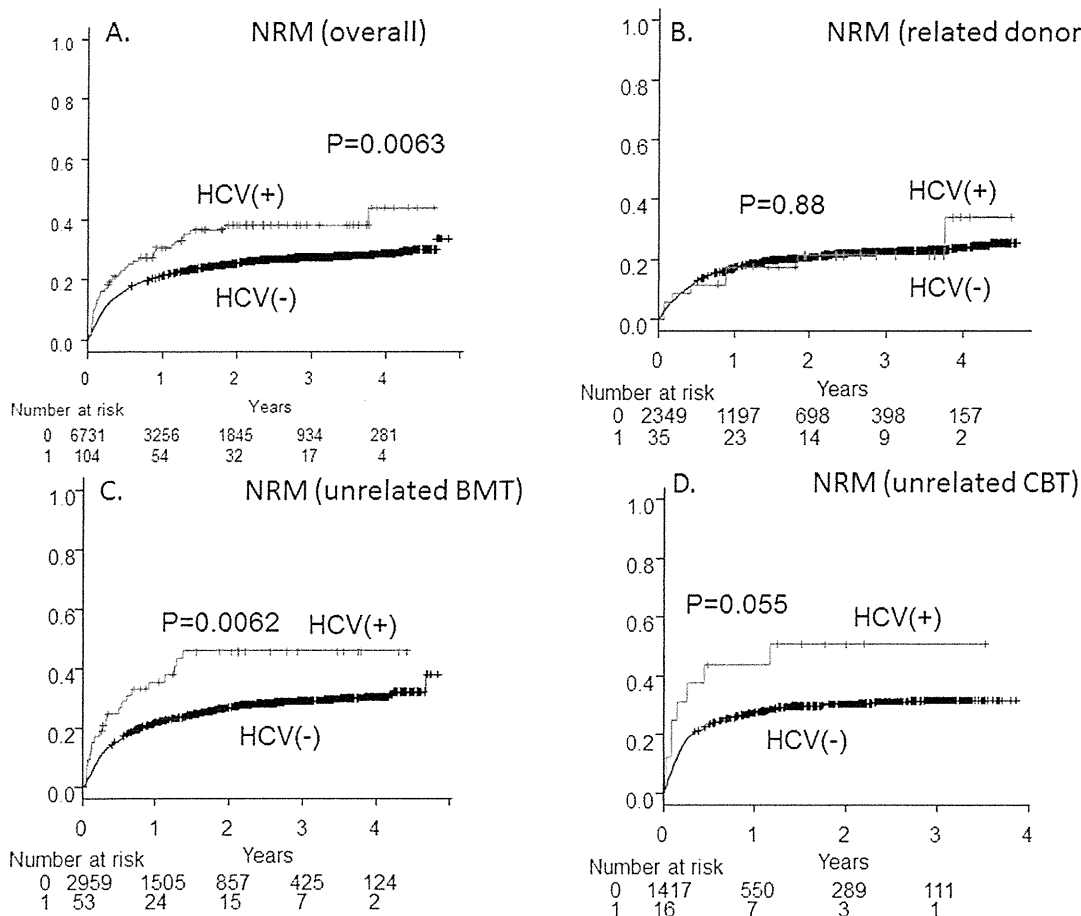 A. NRM (overall)
1.0
0.8
0.6
0.4
0.2
0.0
P=0.0063
HCV(+)
HCV(-)
0 1 2 3 4
Years
Number at risk
0 6731 3256 1845 934 281
1 104 54 32 17 4
B. NRM (related donor
1.0
0.8
0.6
0.4
0.2
0.0
P=0.88
HCV(+)
HCV(-)
0 1 2 3 4
Years
Number at risk
0 2349 1197 698 398 157
1 35 23 14 9 2
C. NRM (unrelated BMT)
1.0
0.8
0.6
0.4
0.2
0.0
P=0.0062
HCV(+)
HCV(-)
0 1 2 3 4
Years
Number at risk
0 2959 1505 857 425 124
1 53 24 15 7 2
D. NRM (unrelated CBT)
1.0
0.8
0.6
0.4
0.2
0.0
P=0.055
HCV(+)
HCV(-)
0 1 2 3 4
Years
Number at risk
0 1417 550 289 111
1 16 7 3 1